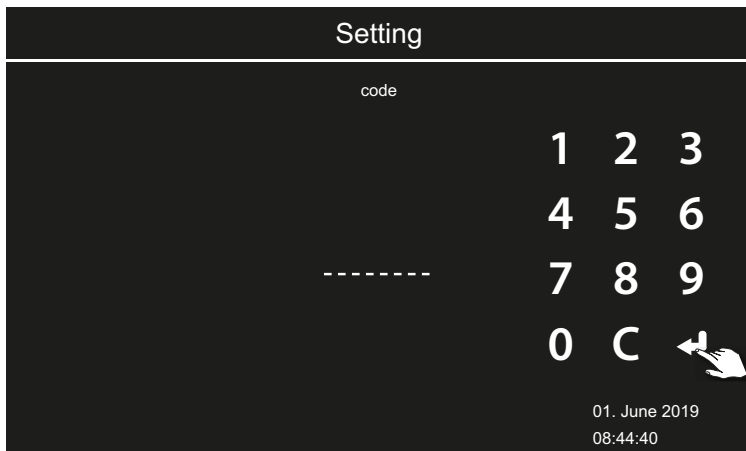 Setting
code
1 2 3
4 5 6
--------
7 8 9
0 C
01. June 2019
08:44:40